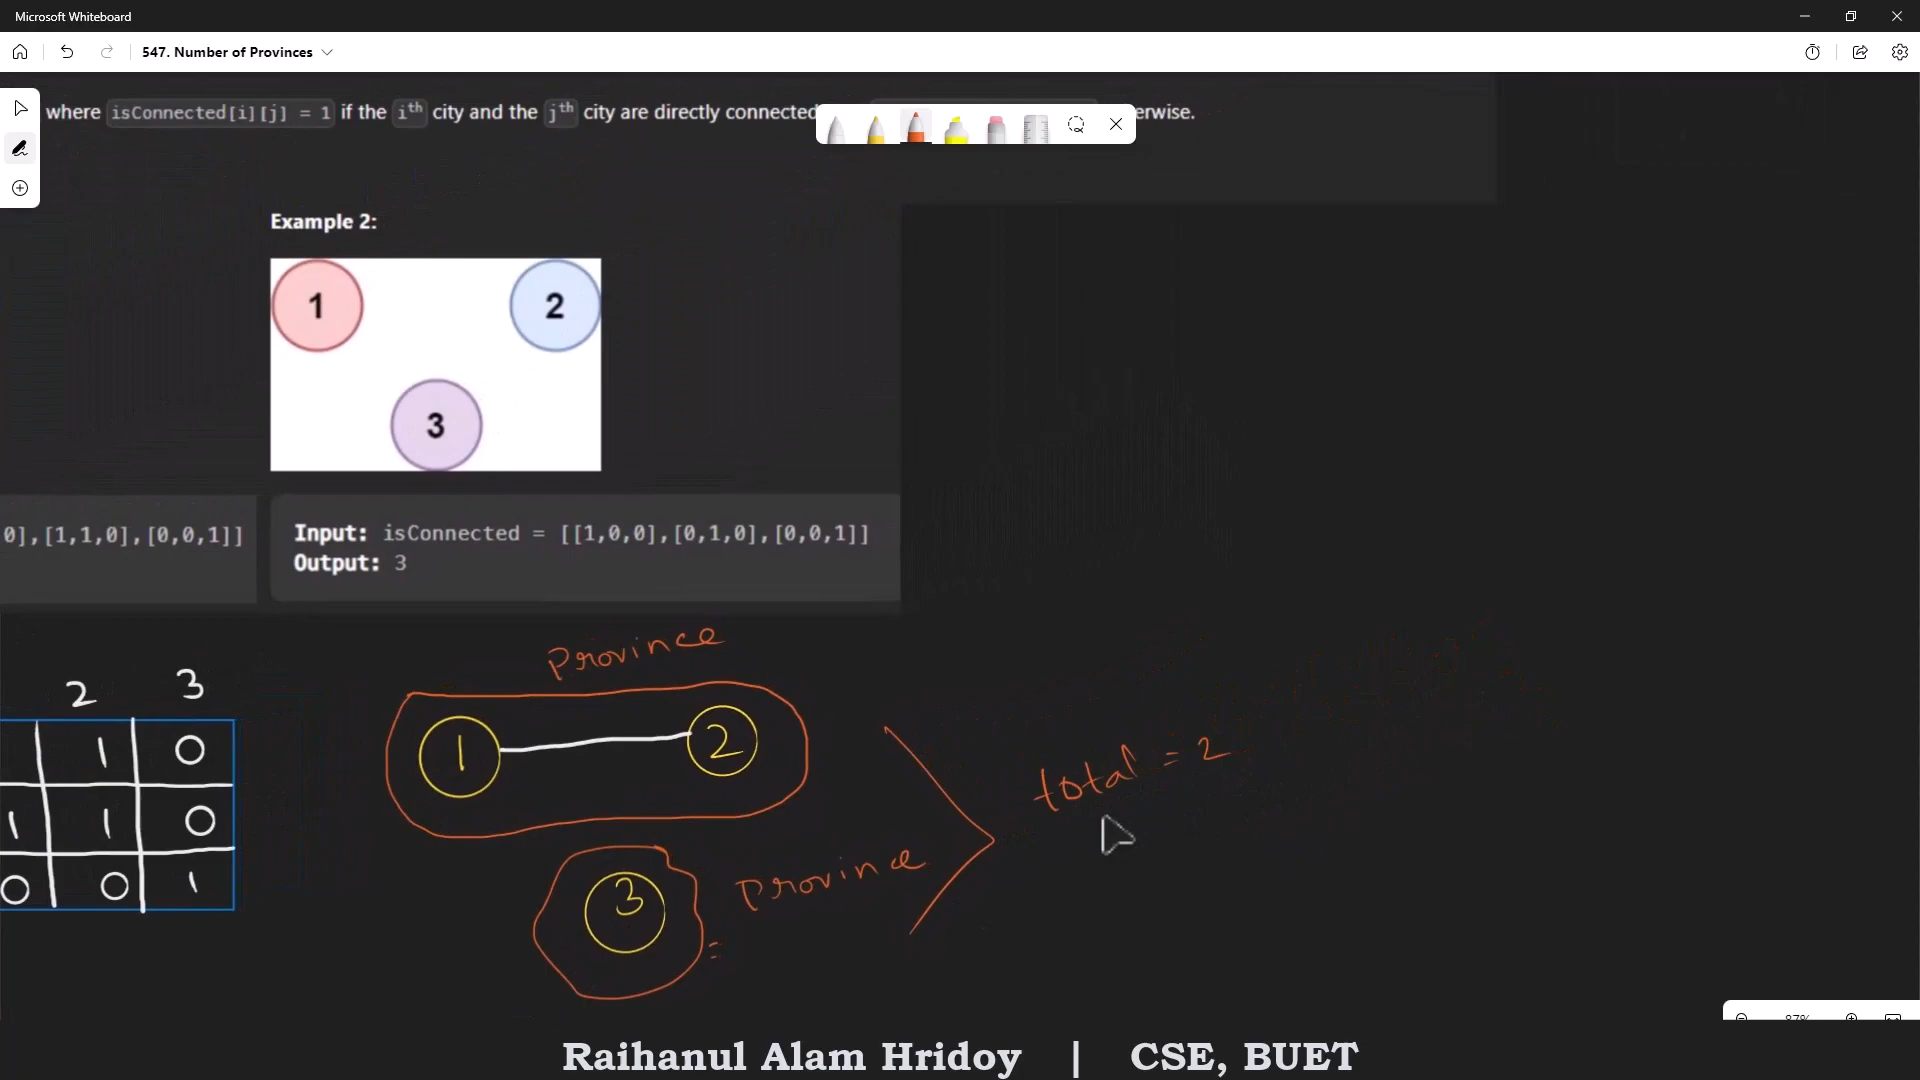 Microsoft Whiteboard
547. Number of Provinces
where isConnected[i][j] = 1 if the ith city and the jth city are directly connected erwise.
Example 2:
1 2
3
0],[1,1,0],[0,0,1]]
Input: isConnected = [[1,0,0],[0,1,0],[0,0,1]]
Output: 3
Province
2 3
1 0
1 1 0
0 0 1
1 2
total = 2
3
Province
=
87%
Raihanul Alam Hridoy | CSE, BUET